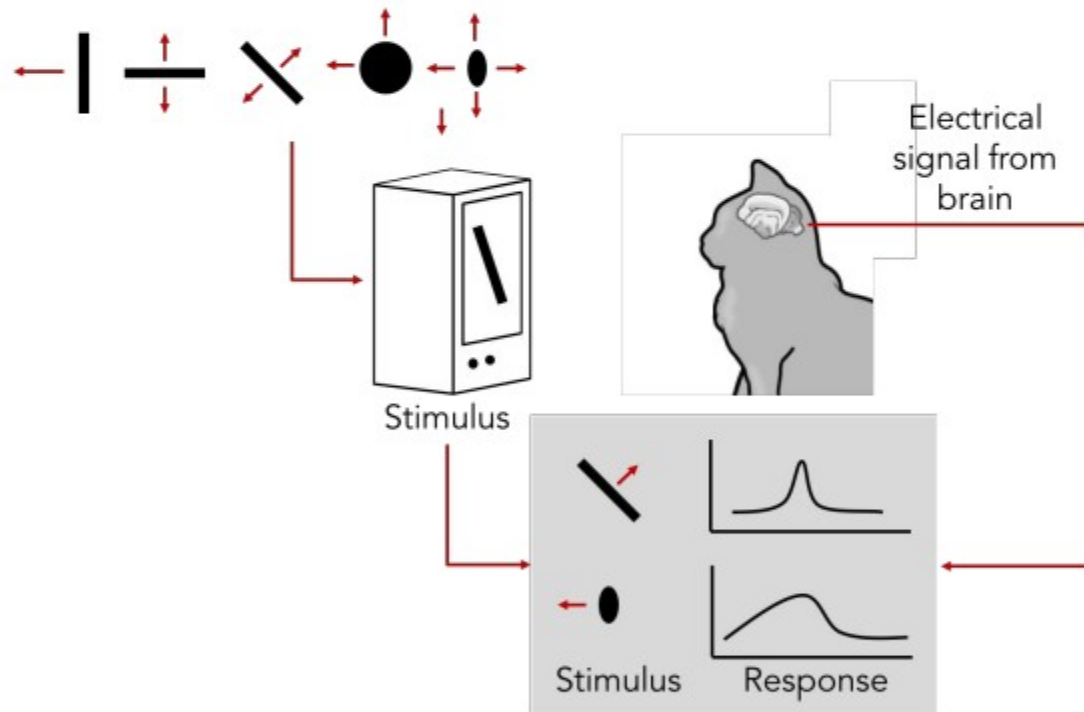 Electrical
signal from
brain
Stimulus
Stimulus
Response